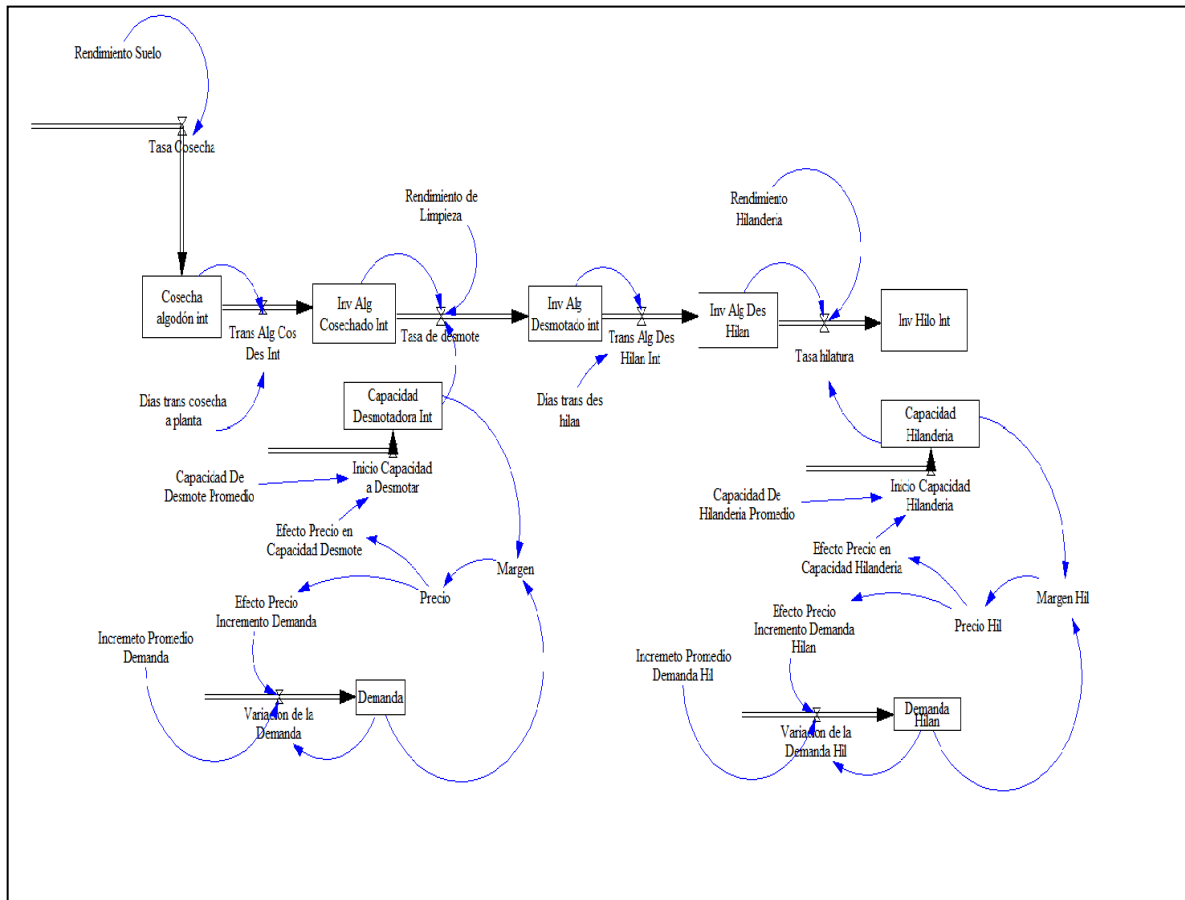 Rendimiento Suelo
Tasa Cosecha
Rendimiento de
Limpieza
Rendimiento
Hilanderia
Cosecha
algodón int
Trans Alg Cos
Des Int
Inv Alg
Cosechado Int
Tasa de desmote
Inv Alg
Desmotado int
Trans Alg Des
Hilan Int
Inv Alg Des
Hilan
Tasa hilatura
Inv Hilo Int
Dias trans cosecha
a planta
Capacidad
Desmotadora Int
Dias trans des
hilan
Capacidad
Hilanderia
Capacidad De
Desmote Promedio
Inicio Capacidad
a Desmotar
Capacidad De
Hilanderia Promedio
Inicio Capacidad
Hilanderia
Efecto Precio en
Capacidad Desmote
Margen
Precio
Efecto Precio en
Capacidad Hilanderia
Margen Hil
Precio Hil
Efecto Precio
Incremento Demanda
Efecto Precio
Incremento Demanda
Hilan
Incremeto Promedio
Demanda
Incremeto Promedio
Demanda Hil
Demanda
Variacion de la
Demanda
Demanda
Hilan
Variacion de la
Demanda Hil